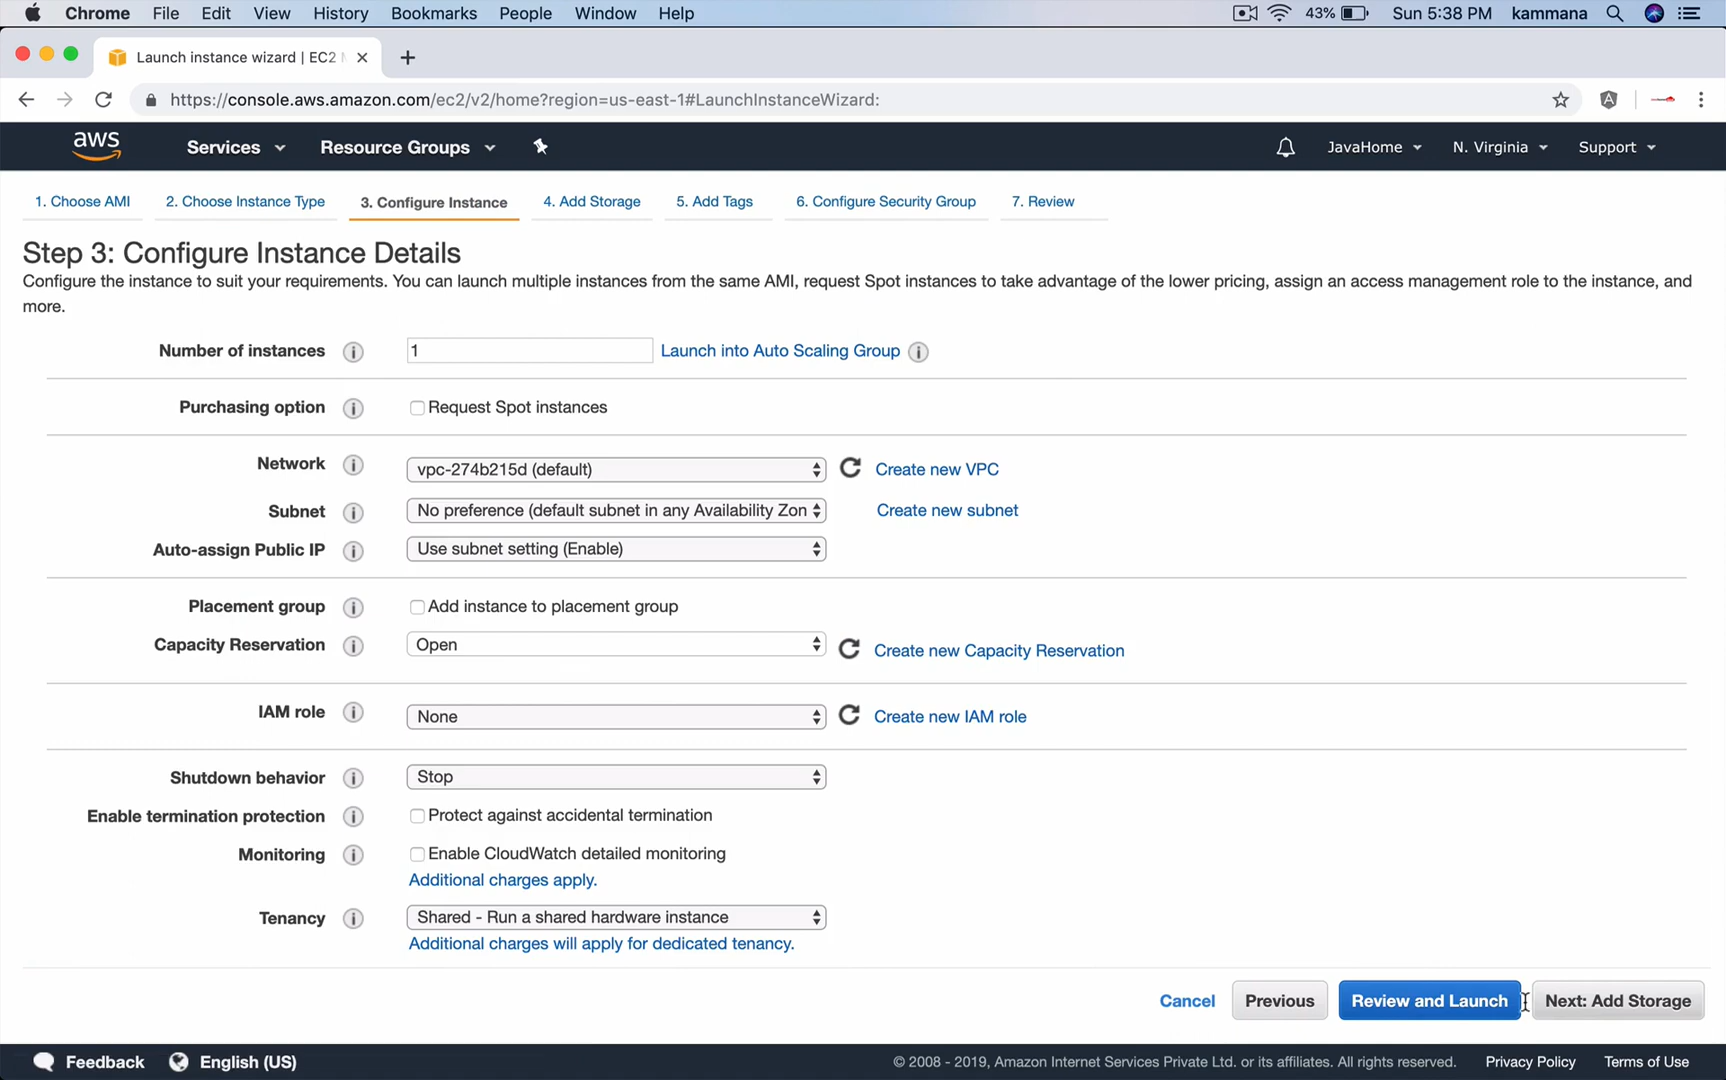 Chrome File Edit View History Bookmarks People Window Help 43% Sun 5:38 PM kammana
Launch instance wizard | EC2 M
https://console.aws.amazon.com/ec2/v2/home?region=us-east-1#LaunchInstanceWizard:
aws Services Resource Groups JavaHome N. Virginia Support
1. Choose AMI 2. Choose Instance Type 3. Configure Instance 4. Add Storage 5. Add Tags 6. Configure Security Group 7. Review
Step 3: Configure Instance Details
Configure the instance to suit your requirements. You can launch multiple instances from the same AMI, request Spot instances to take advantage of the lower pricing, assign an access management role to the instance, and
more.
Number of instances 1 Launch into Auto Scaling Group
Purchasing option Request Spot instances
Network vpc-274b215d (default) Create new VPC
Subnet No preference (default subnet in any Availability Zon Create new subnet
Auto-assign Public IP Use subnet setting (Enable)
Placement group Add instance to placement group
Capacity Reservation Open Create new Capacity Reservation
IAM role None Create new IAM role
Shutdown behavior Stop
Enable termination protection Protect against accidental termination
Monitoring Enable CloudWatch detailed monitoring
Additional charges apply.
Tenancy Shared - Run a shared hardware instance
Additional charges will apply for dedicated tenancy.
Cancel Previous Review and Launch Next: Add Storage
Feedback English (US) © 2008 - 2019, Amazon Internet Services Private Ltd. or its affiliates. All rights reserved. Privacy Policy Terms of Use